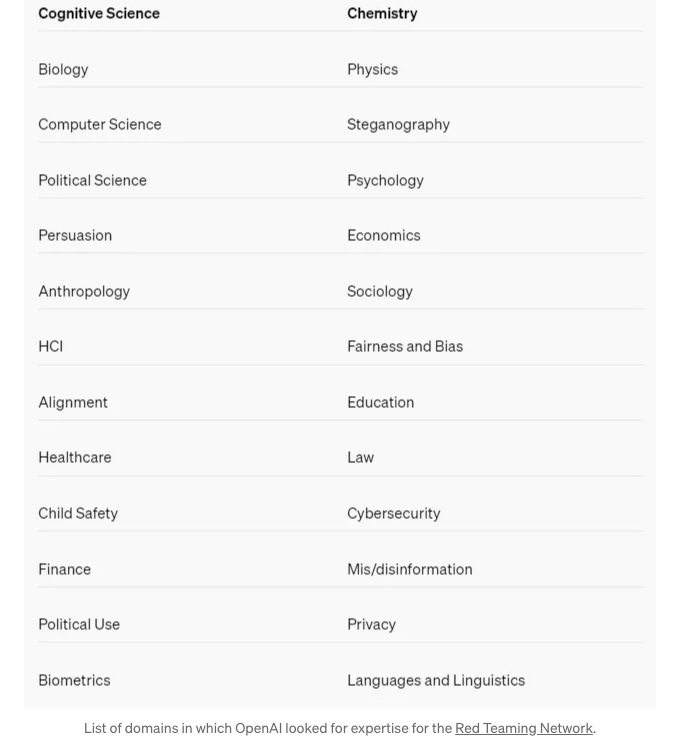 Cognitive Science Chemistry
Biology Physics
Computer Science Steganography
Political Science Psychology
Persuasion Economics
Anthropology Sociology
HCI Fairness and Bias
Alignment Education
Healthcare Law
Child Safety Cybersecurity
Finance Mis/disinformation
Political Use Privacy
Biometrics Languages and Linguistics
List of domains in which OpenAI looked for expertise for the Red Teaming Network.